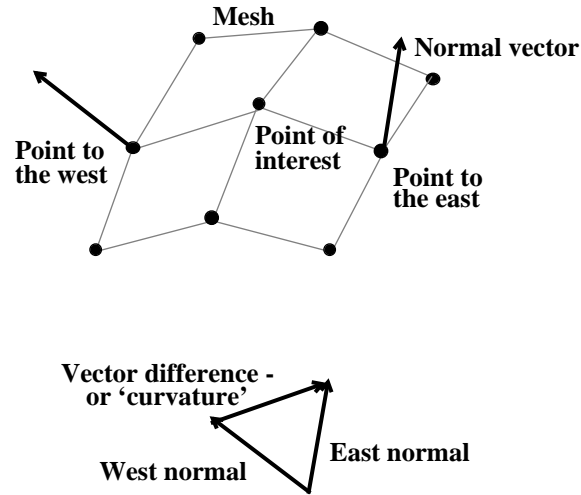 Mesh
Normal vector
Point to
the west
Point of
interest
Point to
the east
Vector difference -
or ‘curvature’
East normal
West normal